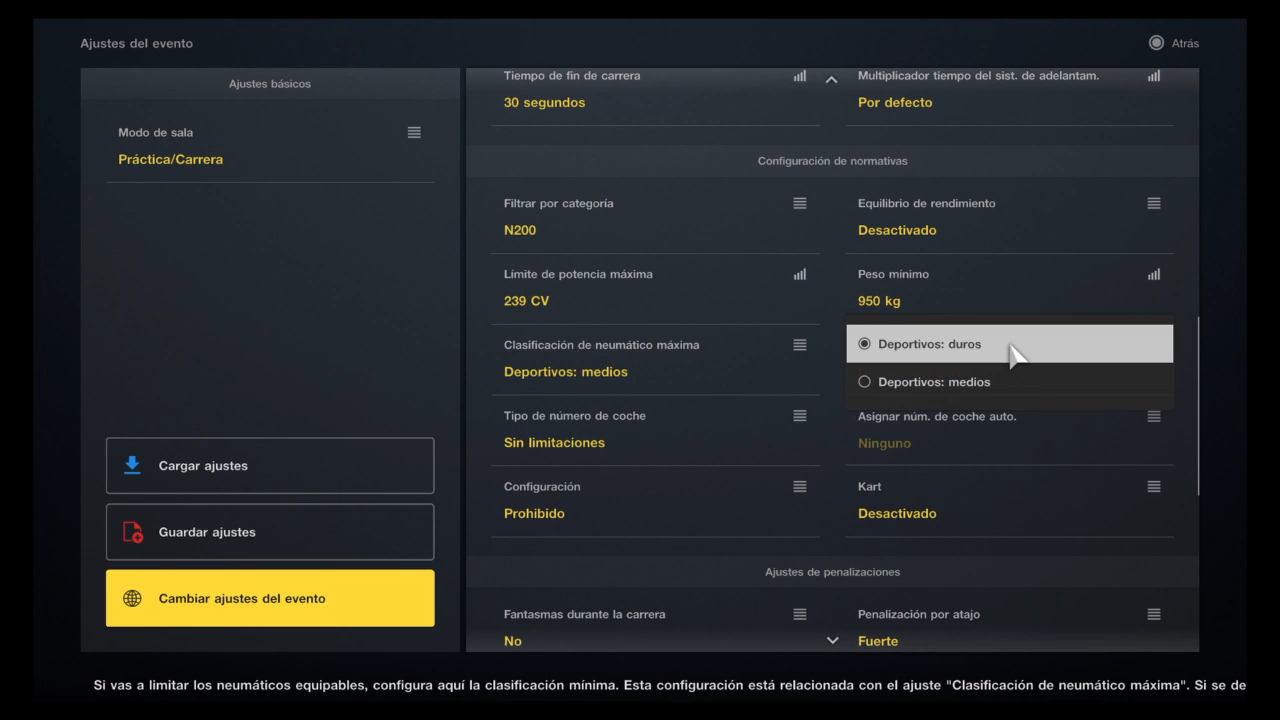 Ajustes del evento
Atrás
Ajustes básicos
Modo de sala
Práctica/Carrera
Cargar ajustes
Guardar ajustes
Cambiar ajustes del evento
Tiempo de fin de carrera
30 segundos
Multiplicador tiempo del sist. de adelantam.
Por defecto
Configuración de normativas
Filtrar por categoría
N200
Equilibrio de rendimiento
Desactivado
Límite de potencia máxima
239 CV
Peso mínimo
950 kg
Clasificación de neumático máxima
Deportivos: medios
Deportivos: duros
Deportivos: medios
Tipo de número de coche
Sin limitaciones
Asignar núm. de coche auto.
Ninguno
Configuración
Prohibido
Kart
Desactivado
Ajustes de penalizaciones
Fantasmas durante la carrera
No
Penalización por atajo
Fuerte
Si vas a limitar los neumáticos equipables, configura aquí la clasificación mínima. Esta configuración está relacionada con el ajuste "Clasificación de neumático máxima". Si se de